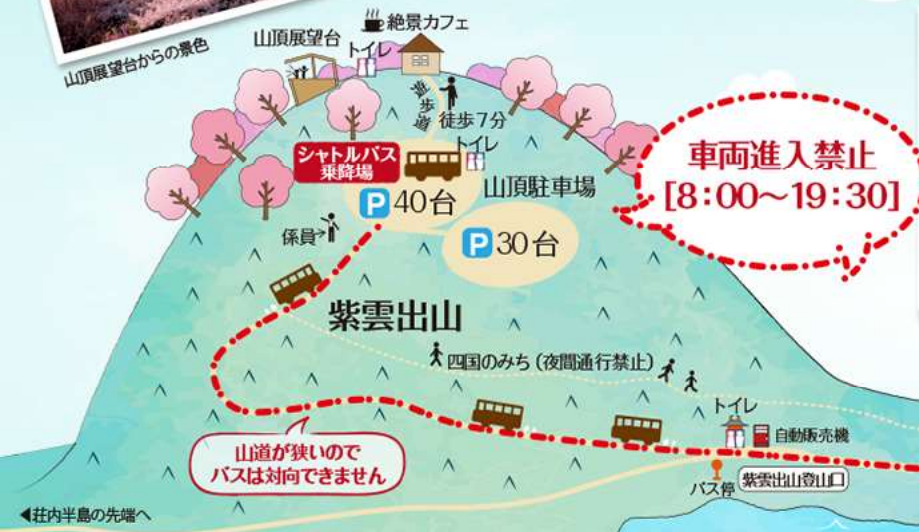 山頂展望台からの景色
絶景カフェ
山頂展望台
トイレ
遊歩道
徒歩7分
トイレ
シャトルバス
乗降場
山頂駐車場
P 40台
P 30台
係員→
車両進入禁止
[8:00〜19:30]
紫雲出山
四国のみち(夜間通行禁止)
山道が狭いので
バスは対向できません
トイレ
自動販売機
バス停
紫雲出山登山口
◀荘内半島の先端へ